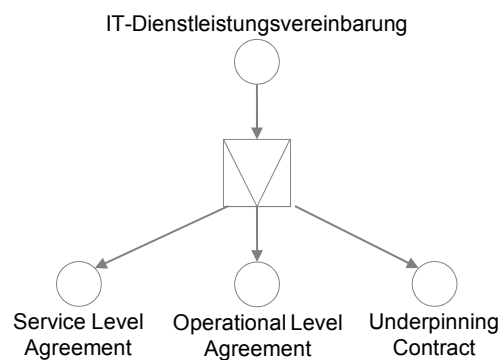 IT-Dienstleistungsvereinbarung
Service Level Agreement
Operational Level Agreement
Underpinning Contract